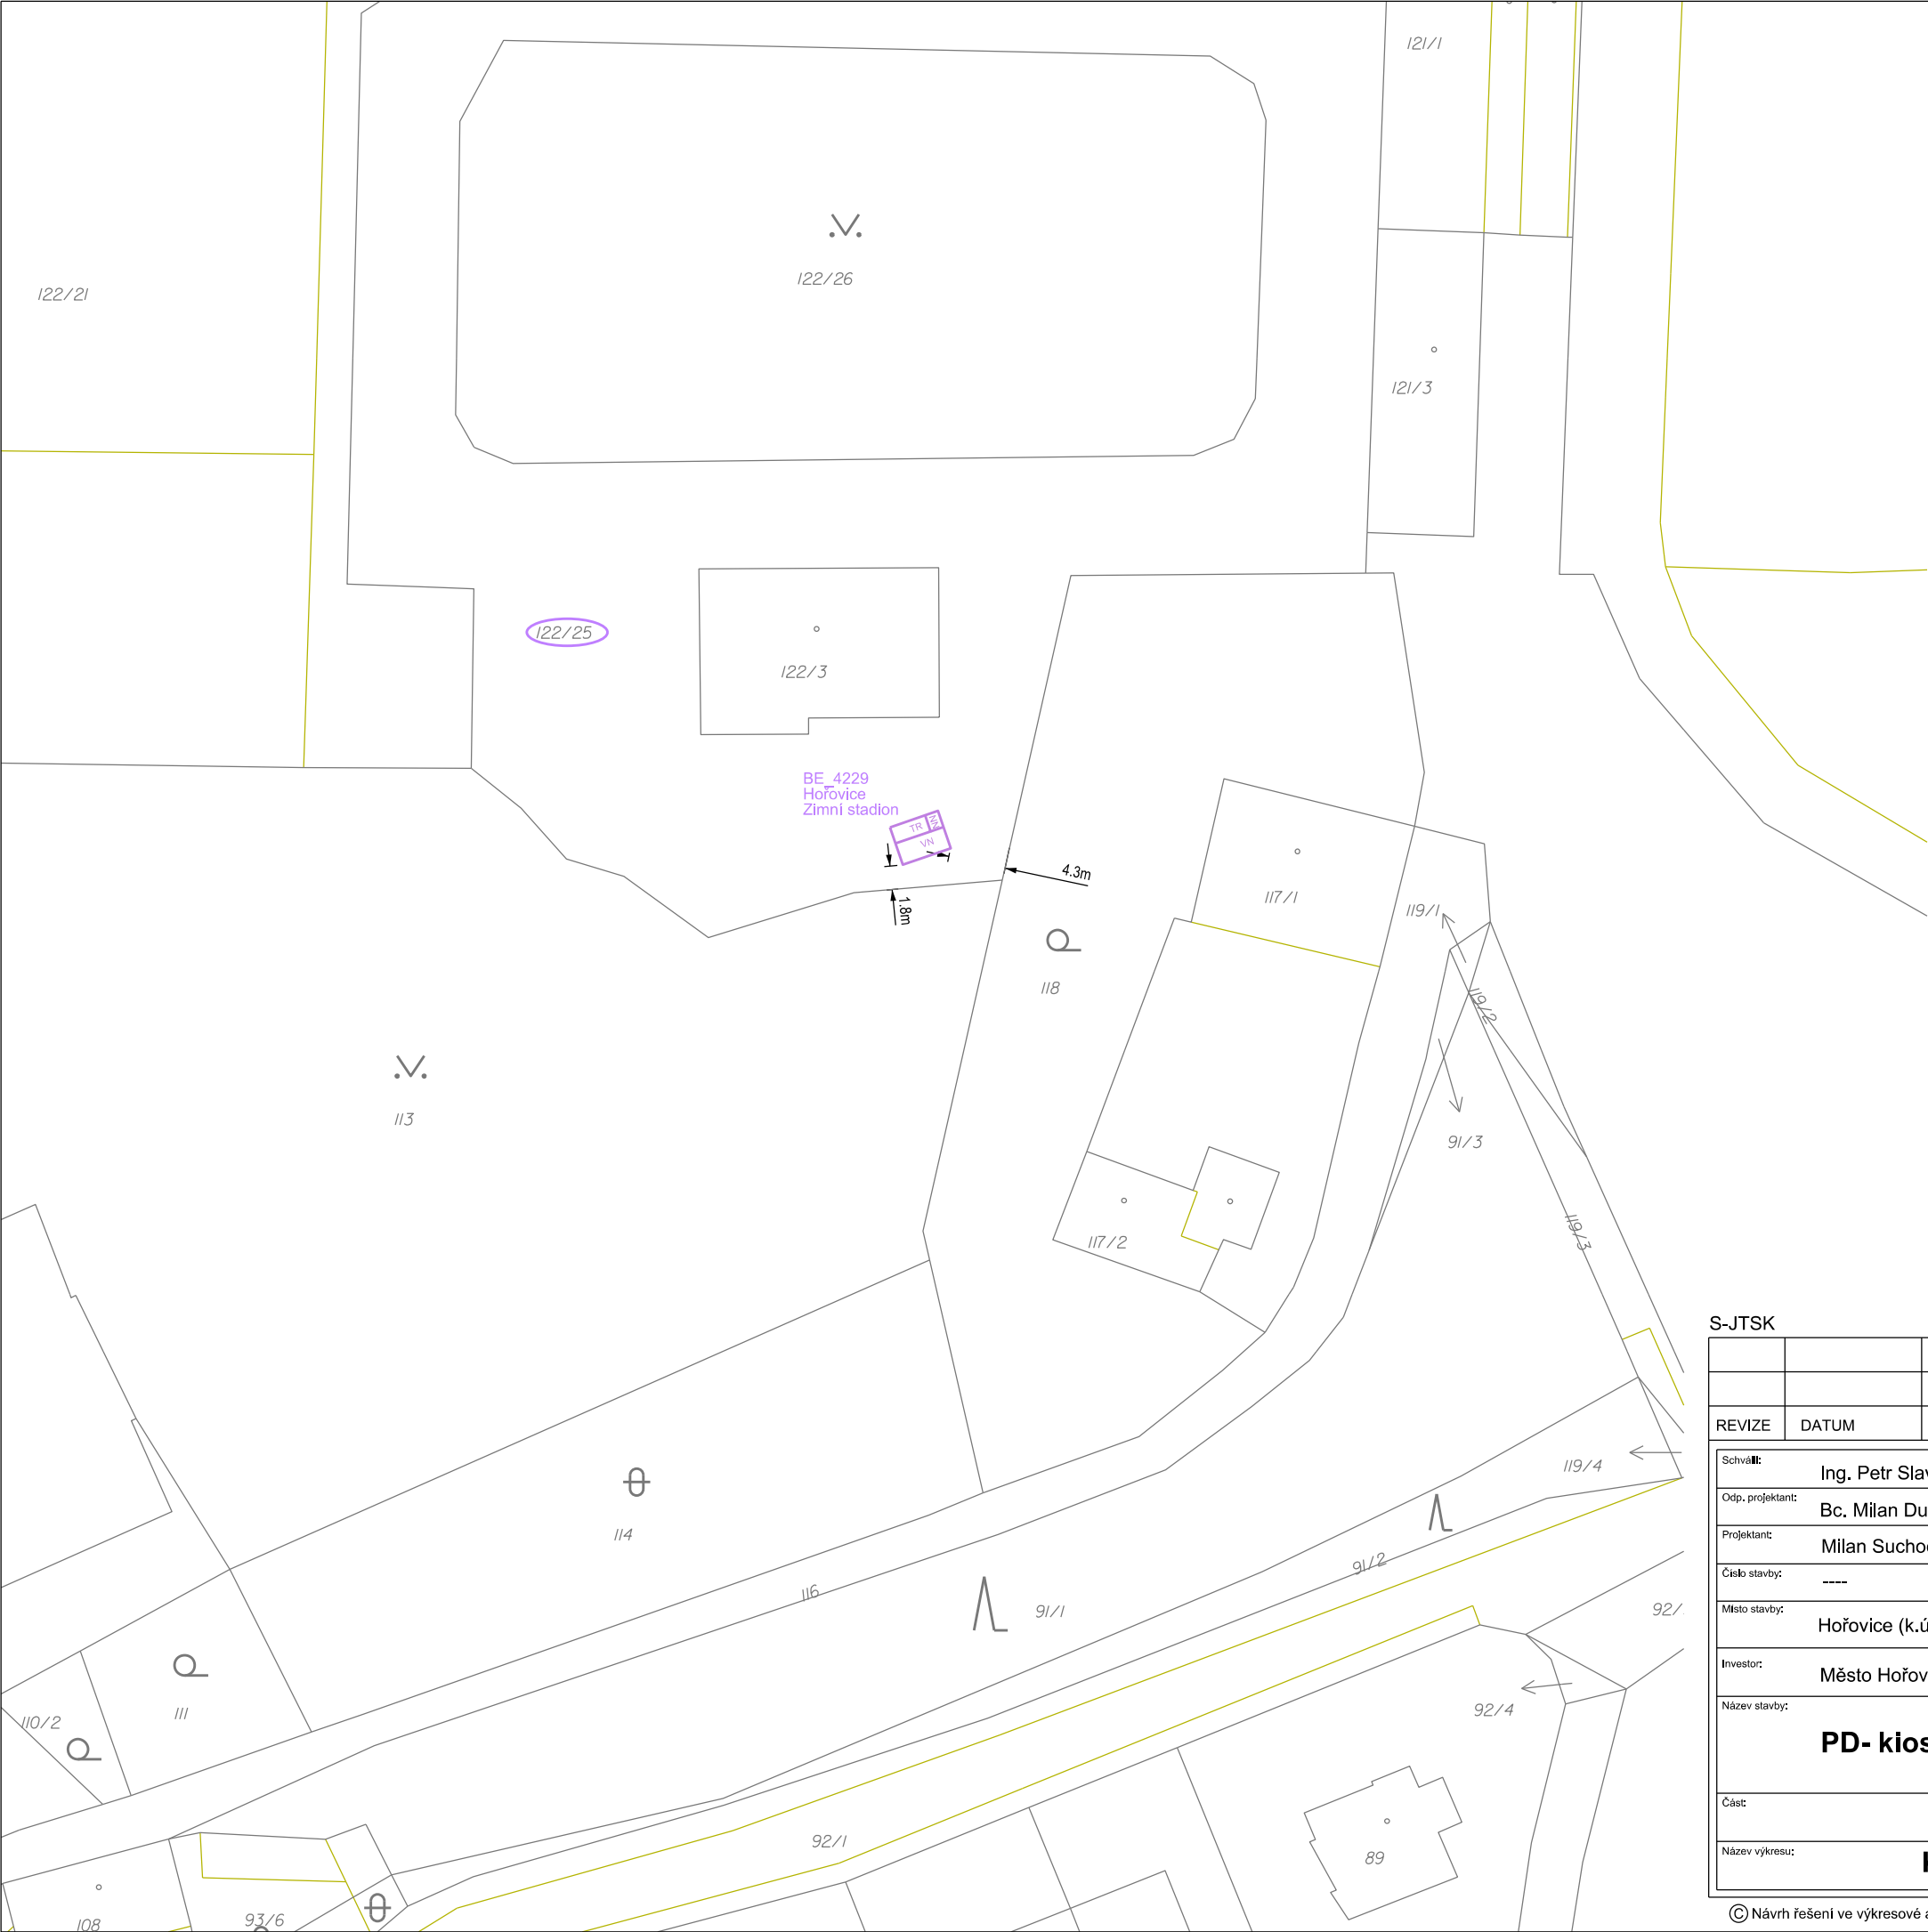 121/1
122/21
122/26
121/3
122/25
122/3
BE_4229
Hořovice
Zimní stadion
TR
NN
VN
4.3m
1.8m
117/1
119/1
118
119/2
113
91/3
117/2
119/3
S-JTSK
REVIZE DATUM
119/4
Schválil: Ing. Petr Slav
Odp. projektant: Bc. Milan Du
114
Projektant: Milan Sucho
91/2
Číslo stavby: ----
116
91/1
92/
Místo stavby: Hořovice (k.ú
Investor: Město Hořov
Název stavby:
PD- kios
111
110/2
92/4
Část:
92/1
89
Název výkresu:
108
93/6
© Návrh řešení ve výkresové a